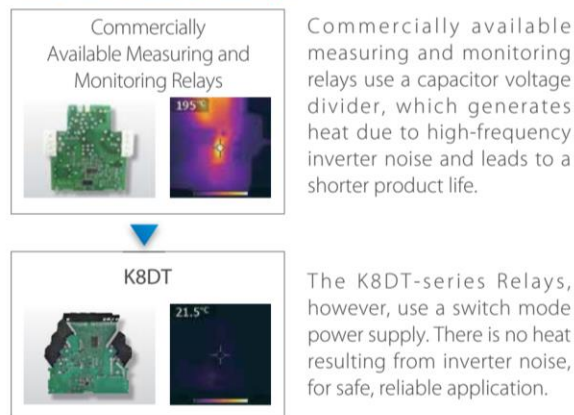 Commercially
Available Measuring and
Monitoring Relays
195℃
Commercially available
measuring and monitoring
relays use a capacitor voltage
divider, which generates
heat due to high-frequency
inverter noise and leads to a
shorter product life.
K8DT
21.5℃
The K8DT-series Relays,
however, use a switch mode
power supply. There is no heat
resulting from inverter noise,
for safe, reliable application.